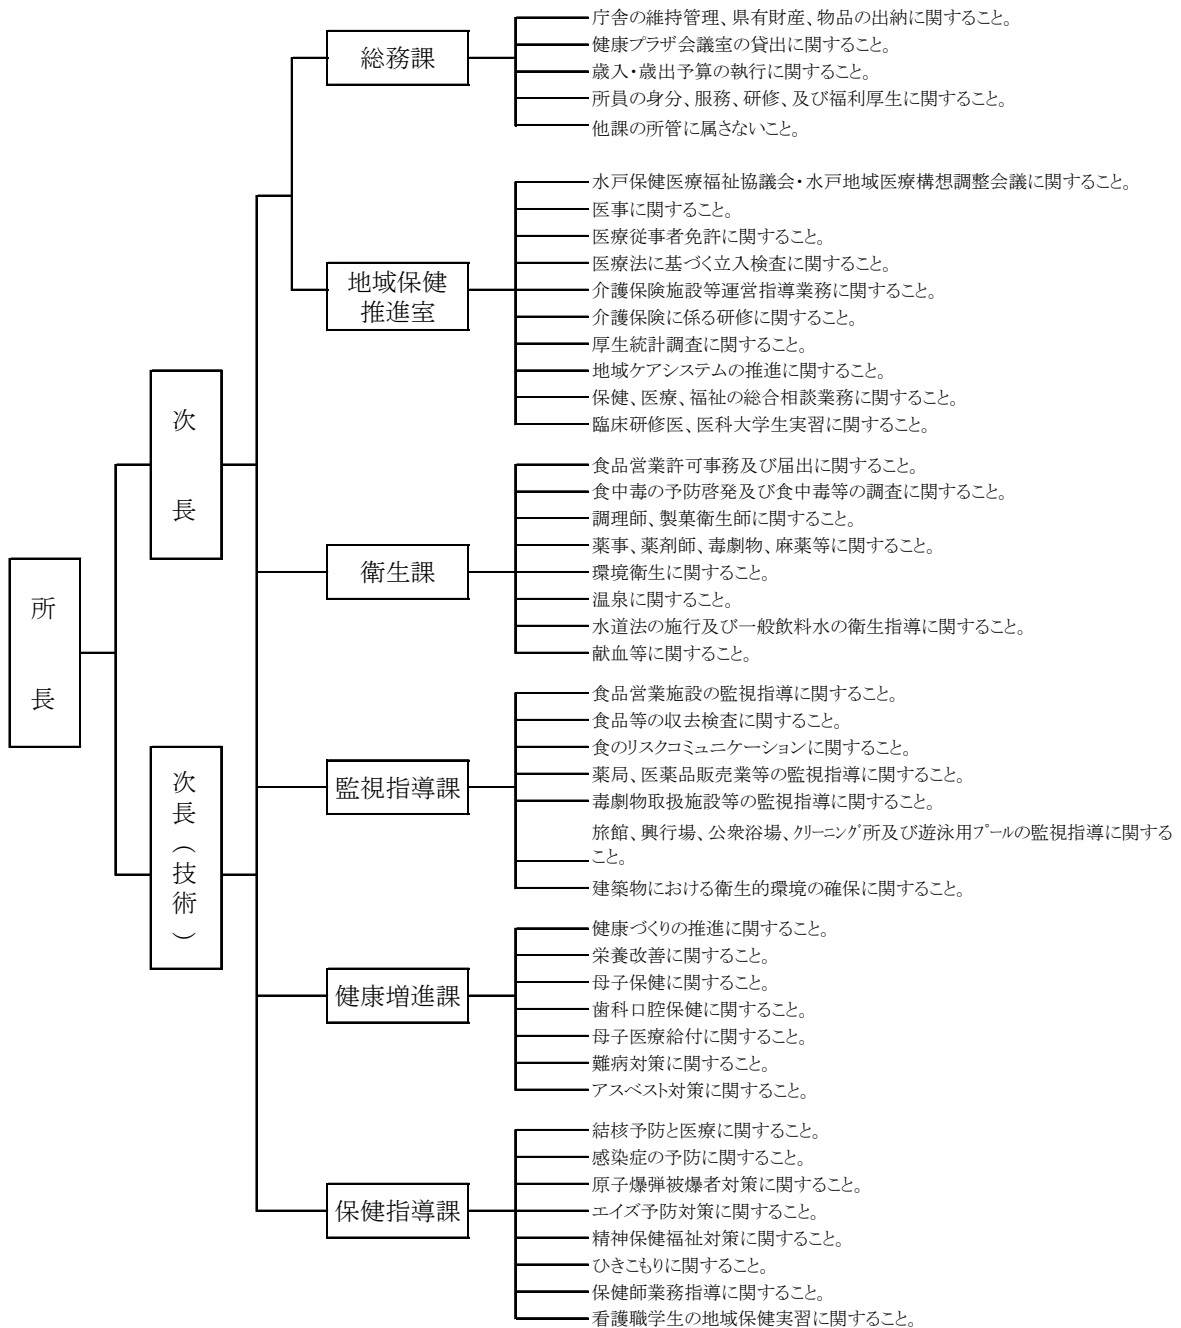 所長
次長
次長（技術）
総務課
庁舎の維持管理、県有財産、物品の出納に関すること。
健康プラザ会議室の貸出に関すること。
歳入・歳出予算の執行に関すること。
所員の身分、服務、研修、及び福利厚生に関すること。
他課の所管に属さないこと。
地域保健
推進室
水戸保健医療福祉協議会・水戸地域医療構想調整会議に関すること。
医事に関すること。
医療従事者免許に関すること。
医療法に基づく立入検査に関すること。
介護保険施設等運営指導業務に関すること。
介護保険に係る研修に関すること。
厚生統計調査に関すること。
地域ケアシステムの推進に関すること。
保健、医療、福祉の総合相談業務に関すること。
臨床研修医、医科大学生実習に関すること。
衛生課
食品営業許可事務及び届出に関すること。
食中毒の予防啓発及び食中毒等の調査に関すること。
調理師、製菓衛生師に関すること。
薬事、薬剤師、毒劇物、麻薬等に関すること。
環境衛生に関すること。
温泉に関すること。
水道法の施行及び一般飲料水の衛生指導に関すること。
献血等に関すること。
監視指導課
食品営業施設の監視指導に関すること。
食品等の収去検査に関すること。
食のリスクコミュニケーションに関すること。
薬局、医薬品販売業等の監視指導に関すること。
毒劇物取扱施設等の監視指導に関すること。
旅館、興行場、公衆浴場、ｸﾘｰﾆﾝｸﾞ所及び遊泳用ﾌﾟｰﾙの監視指導に関する
こと。
建築物における衛生的環境の確保に関すること。
健康増進課
健康づくりの推進に関すること。
栄養改善に関すること。
母子保健に関すること。
歯科口腔保健に関すること。
母子医療給付に関すること。
難病対策に関すること。
アスベスト対策に関すること。
保健指導課
結核予防と医療に関すること。
感染症の予防に関すること。
原子爆弾被爆者対策に関すること。
エイズ予防対策に関すること。
精神保健福祉対策に関すること。
ひきこもりに関すること。
保健師業務指導に関すること。
看護職学生の地域保健実習に関すること。